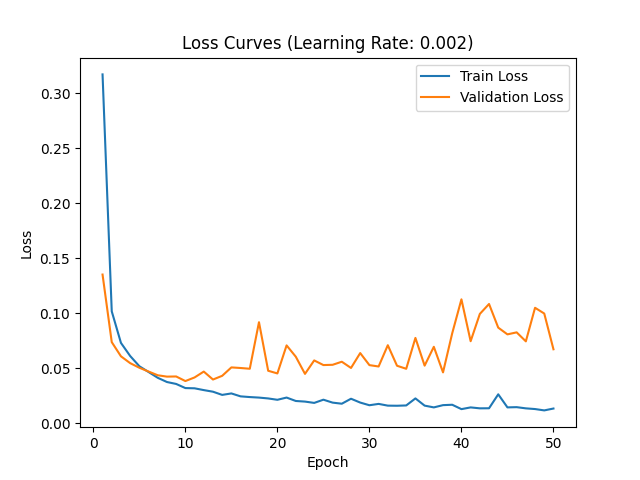 Loss Curves (Learning Rate: 0.002)
Train Loss
Validation Loss
0.30
0.25
0.20
0.15
0.10
0.05
0.00
Loss
0
10
20
30
40
50
Epoch